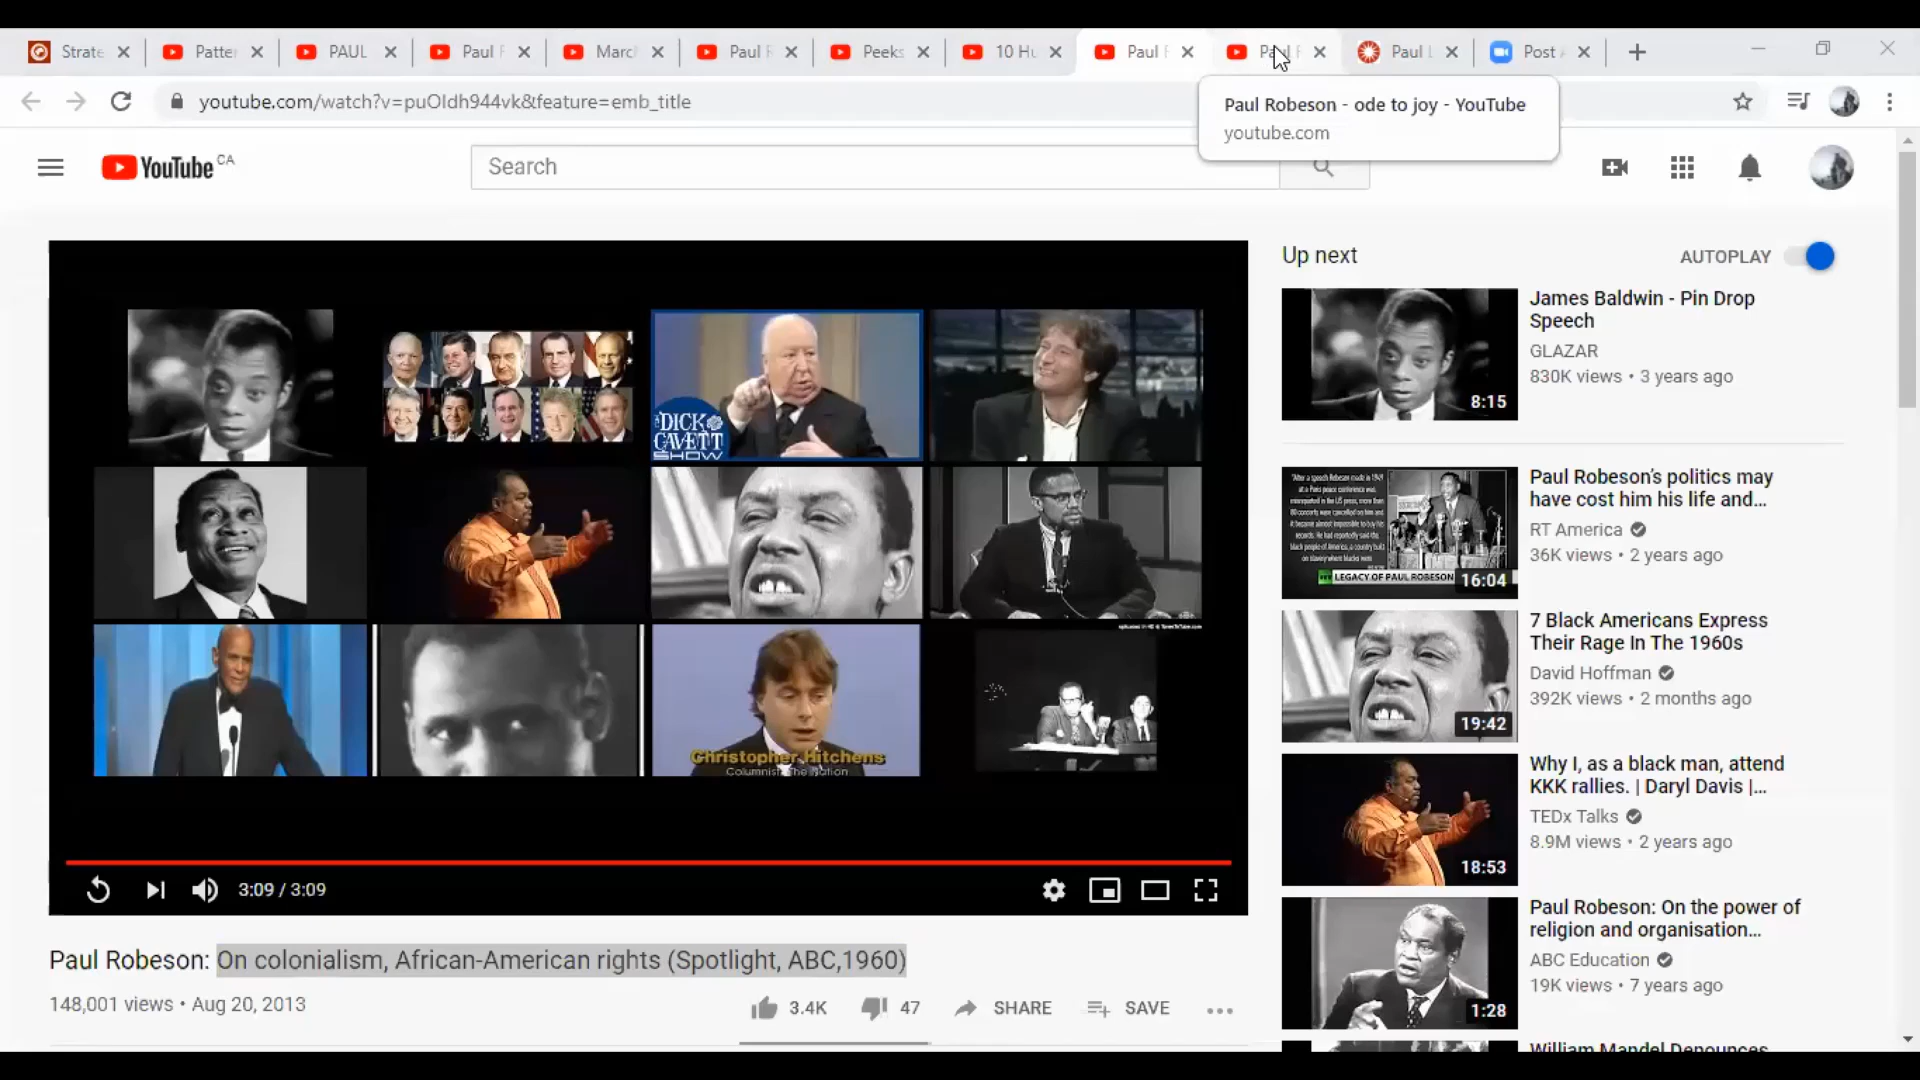 Strate
Patte
PAUL
Paul R
Marc
Paul R
Peeks
10 Hu
Paul R
Paul
Paul L
Post
youtube.com/watch?v=puOIdh944vk&feature=emb_title
Paul Robeson - ode to joy - YouTube
youtube.com
YouTube CA
Search
Up next
AUTOPLAY
James Baldwin - Pin Drop
Speech
GLAZAR
830K views • 3 years ago
8:15
DICK
CAVETT
SHOW
Christopher Hitchens
Columnist, The Nation
3:09 / 3:09
Paul Robeson's politics may
have cost him his life and...
RT America
36K views • 2 years ago
LEGACY OF PAUL ROBESON
16:04
7 Black Americans Express
Their Rage In The 1960s
David Hoffman
392K views • 2 months ago
19:42
Why I, as a black man, attend
KKK rallies. | Daryl Davis |...
TEDx Talks
8.9M views • 2 years ago
18:53
Paul Robeson: On the power of
religion and organisation...
ABC Education
19K views • 7 years ago
1:28
William Mandel Denounces
Paul Robeson: On colonialism, African-American rights (Spotlight, ABC,1960)
148,001 views • Aug 20, 2013
3.4K
47
SHARE
SAVE